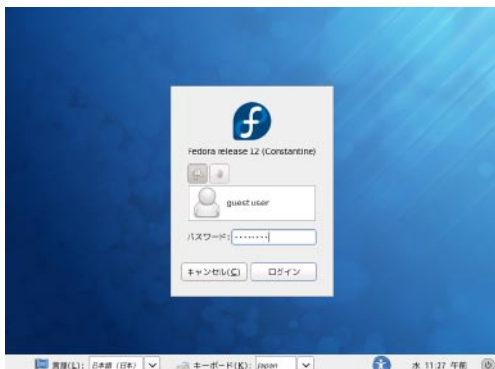 Fedora release 12 (Constantine)
guest user
パスワード: ········
キャンセル(C) ログイン
言語(L): 日本語 (日本) キーボード(K): Japan 水 11:27 午前